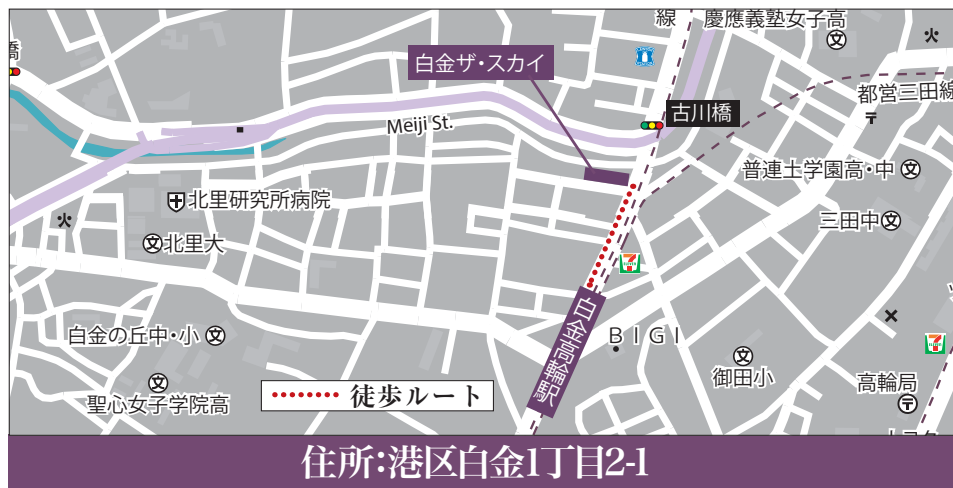 線
慶應義塾女子高
橋
白金ザ・スカイ
都営三田線
古川橋
Meiji St.
普連土学園高・中
北里研究所病院
三田中
北里大
白金の丘中・小
白金高輪駅
BIGI
御田小
高輪局
聖心女子学院高
徒歩ルート
住所:港区白金1丁目2-1